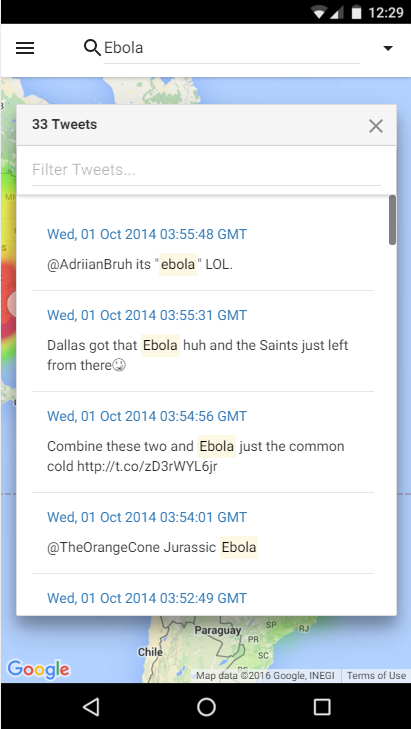 12:29
Ebola
33 Tweets
Filter Tweets...
Wed, 01 Oct 2014 03:55:48 GMT
@AdriianBruh its "ebola" LOL.
Wed, 01 Oct 2014 03:55:31 GMT
Dallas got that Ebola huh and the Saints just left
from there
Wed, 01 Oct 2014 03:54:56 GMT
Combine these two and Ebola just the common
cold http://t.co/zD3rWYL6jr
Wed, 01 Oct 2014 03:54:01 GMT
@TheOrangeCone Jurassic Ebola
Wed, 01 Oct 2014 03:52:49 GMT
MN
Paraguay
PR
SC
RS
Chile
Google
Map data ©2016 Google, INEGI
Terms of Use